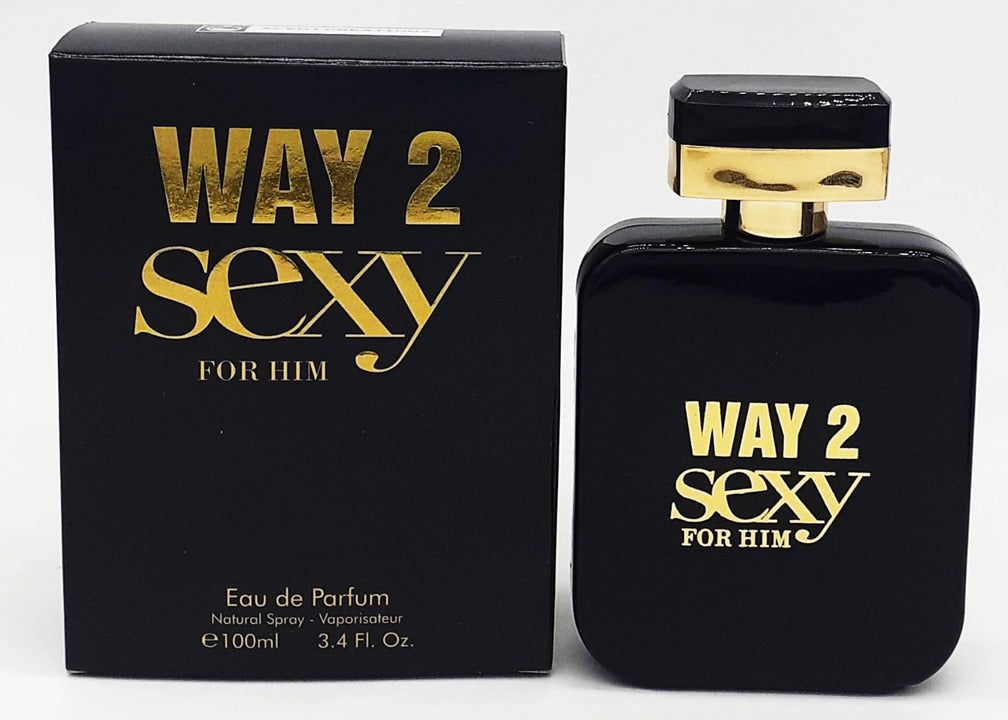 WAY 2
sexy
FOR HIM
Eau de Parfum
Natural Spray - Vaporisateur
℮100ml 3.4 Fl. Oz.
WAY 2
sexy
FOR HIM